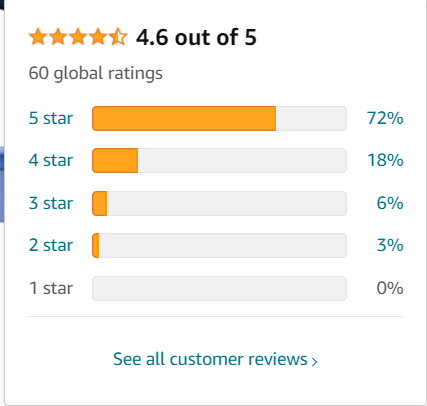 4.6 out of 5
60 global ratings
5 star 72%
4 star 18%
3 star 6%
2 star 3%
1 star 0%
See all customer reviews ›